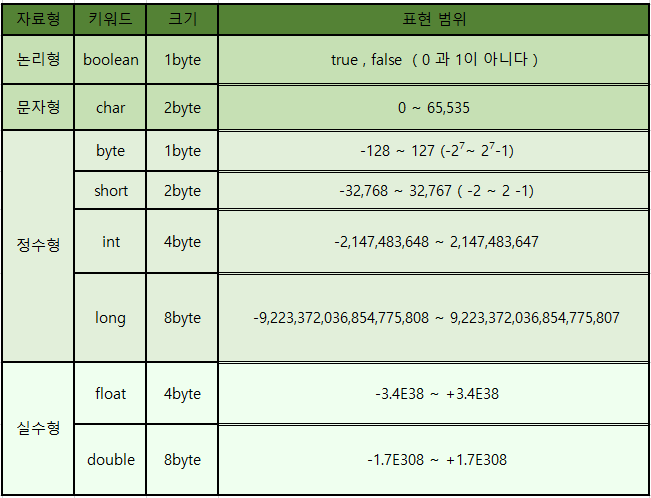 자료형 키워드 크기 표현 범위
논리형 boolean 1byte true , false ( 0 과 1이 아니다 )
문자형 char 2byte 0 ~ 65,535
정수형 byte 1byte -128 ~ 127 (-2⁷~ 2⁷-1)
short 2byte -32,768 ~ 32,767 ( -2 ~ 2 -1)
int 4byte -2,147,483,648 ~ 2,147,483,647
long 8byte -9,223,372,036,854,775,808 ~ 9,223,372,036,854,775,807
실수형 float 4byte -3.4E38 ~ +3.4E38
double 8byte -1.7E308 ~ +1.7E308